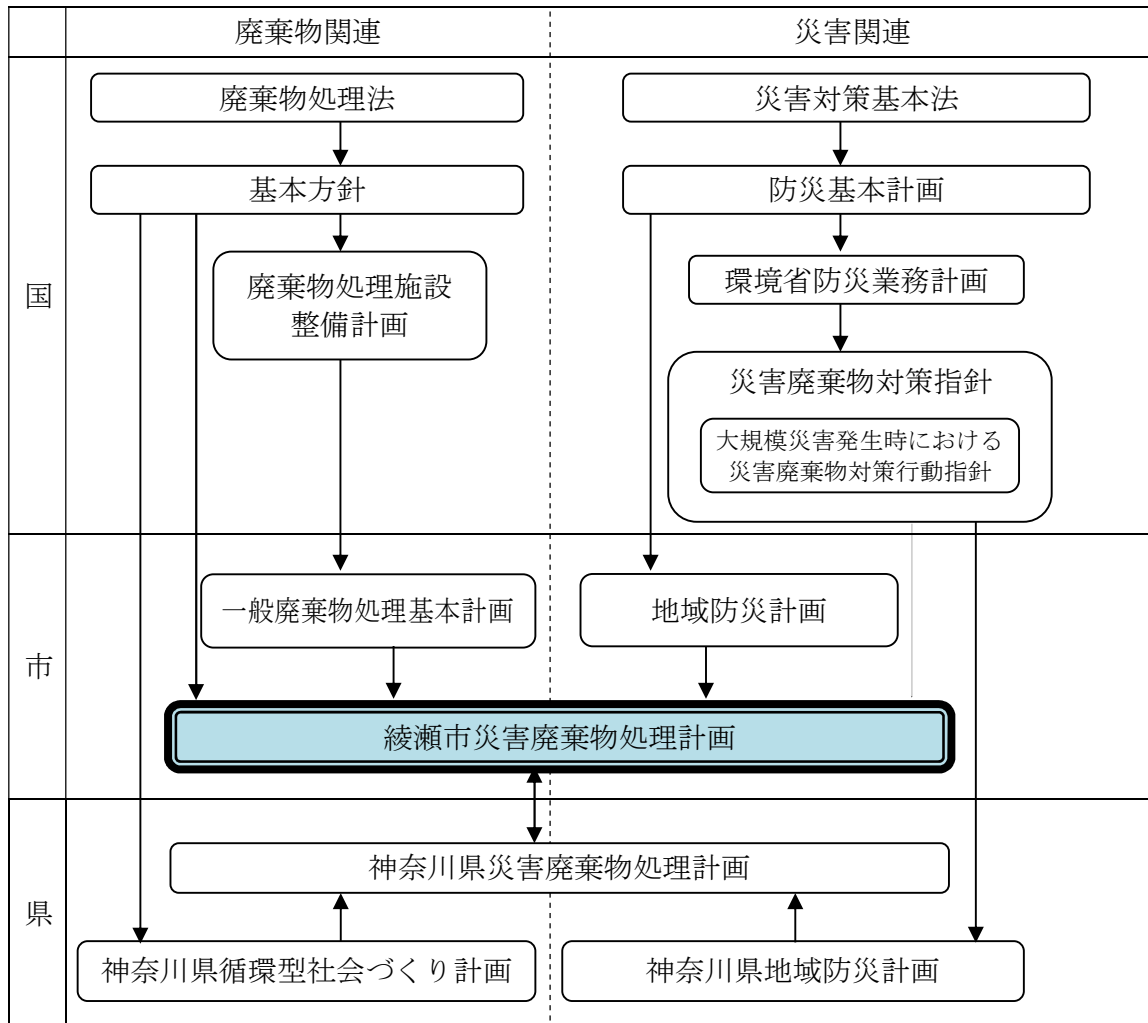 廃棄物関連
災害関連
国
廃棄物処理法
災害対策基本法
基本方針
防災基本計画
廃棄物処理施設
整備計画
環境省防災業務計画
災害廃棄物対策指針
大規模災害発生時における
災害廃棄物対策行動指針
市
一般廃棄物処理基本計画
地域防災計画
綾瀬市災害廃棄物処理計画
県
神奈川県災害廃棄物処理計画
神奈川県循環型社会づくり計画
神奈川県地域防災計画